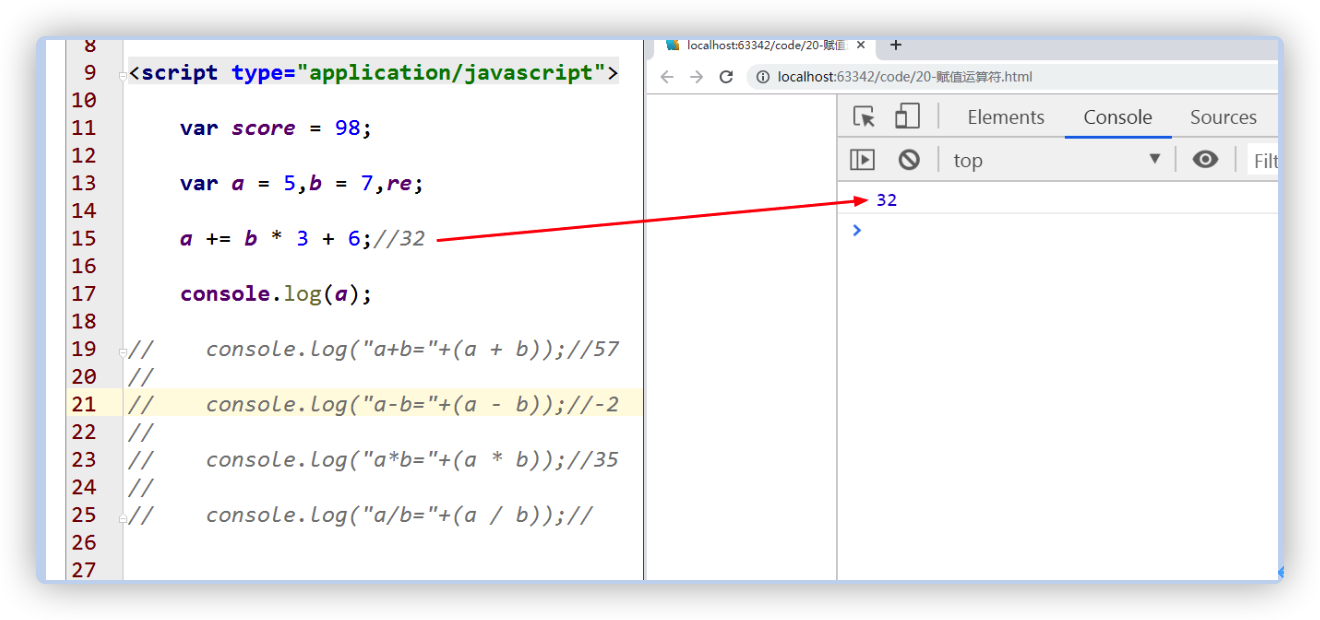 8
9 <script type="application/javascript">
10
11 var score = 98;
12
13 var a = 5,b = 7,re;
14
15 a += b * 3 + 6;//32
16
17 console.log(a);
18
19 // console.log("a+b="+(a + b));//57
20 //
21 // console.log("a-b="+(a - b));//-2
22 //
23 // console.log("a*b="+(a * b));//35
24 //
25 // console.log("a/b="+(a / b));//
26
27
localhost:63342/code/20-赋值
localhost:63342/code/20-赋值运算符.html
Elements Console Sources
top Filt
32